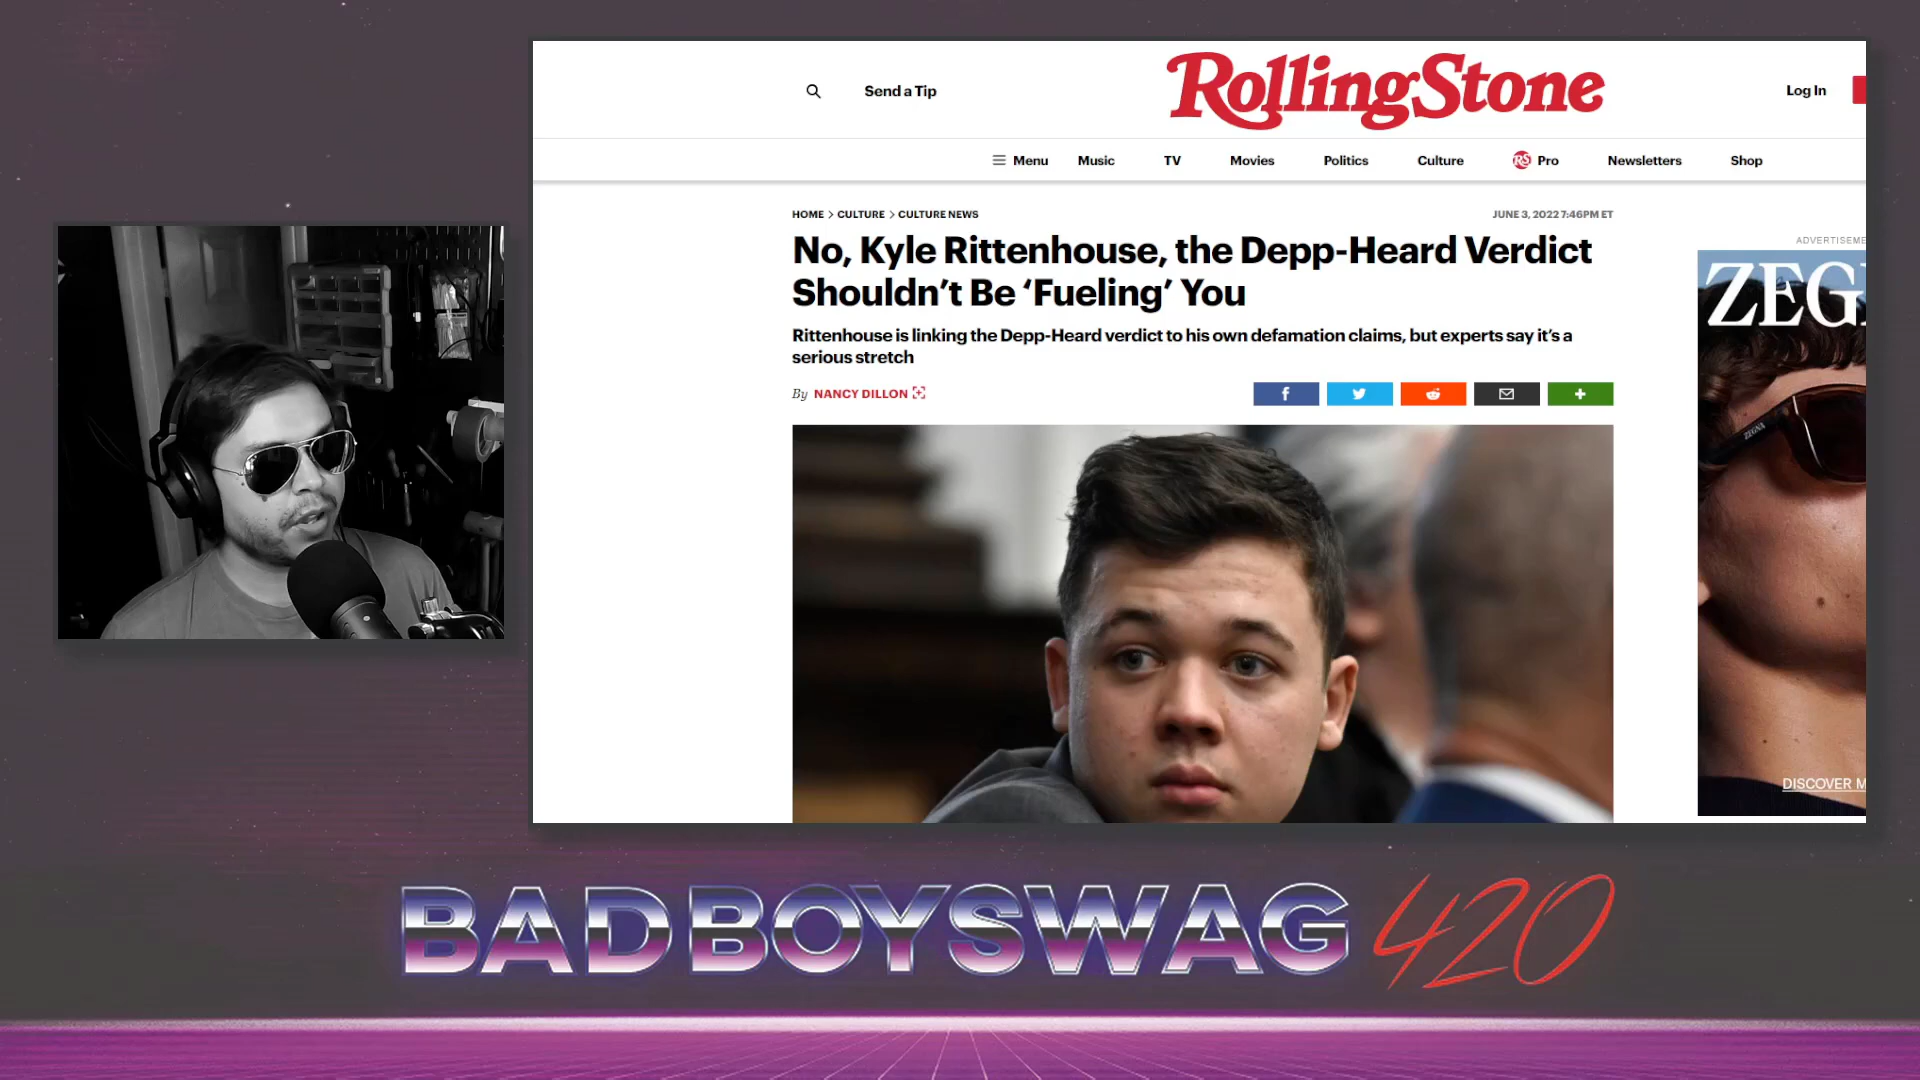 Send a Tip
RollingStone
Log In
Menu Music TV Movies Politics Culture RS Pro Newsletters Shop
HOME > CULTURE > CULTURE NEWS
JUNE 3, 2022 7:46PM ET
No, Kyle Rittenhouse, the Depp-Heard Verdict
Shouldn't Be ‘Fueling’ You
Rittenhouse is linking the Depp-Heard verdict to his own defamation claims, but experts say it's a
serious stretch
By NANCY DILLON
ADVERTISEME
ZEG
ZEGNA
DISCOVER M
BADBOYSWAG 420